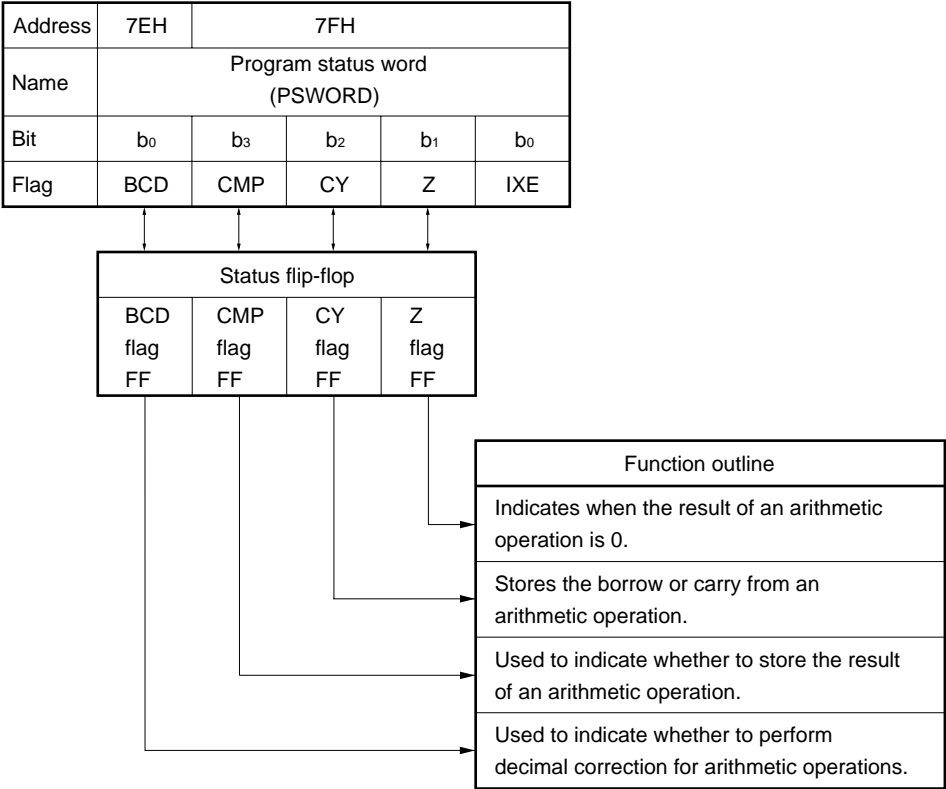 Address 7EH 7FH
Name Program status word
(PSWORD)
Bit b0 b3 b2 b1 b0
Flag BCD CMP CY Z IXE
Status flip-flop
BCD CMP CY Z
flag flag flag flag
FF FF FF FF
Function outline
Indicates when the result of an arithmetic
operation is 0.
Stores the borrow or carry from an
arithmetic operation.
Used to indicate whether to store the result
of an arithmetic operation.
Used to indicate whether to perform
decimal correction for arithmetic operations.